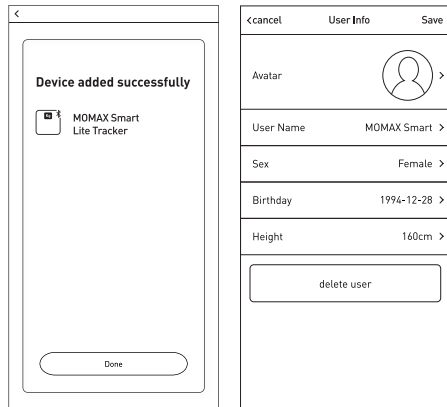 <
Device added successfully
Kg
MOMAX Smart
Lite Tracker
Done
<cancel User Info Save
Avatar >
User Name MOMAX Smart >
Sex Female >
Birthday 1994-12-28 >
Height 160cm >
delete user